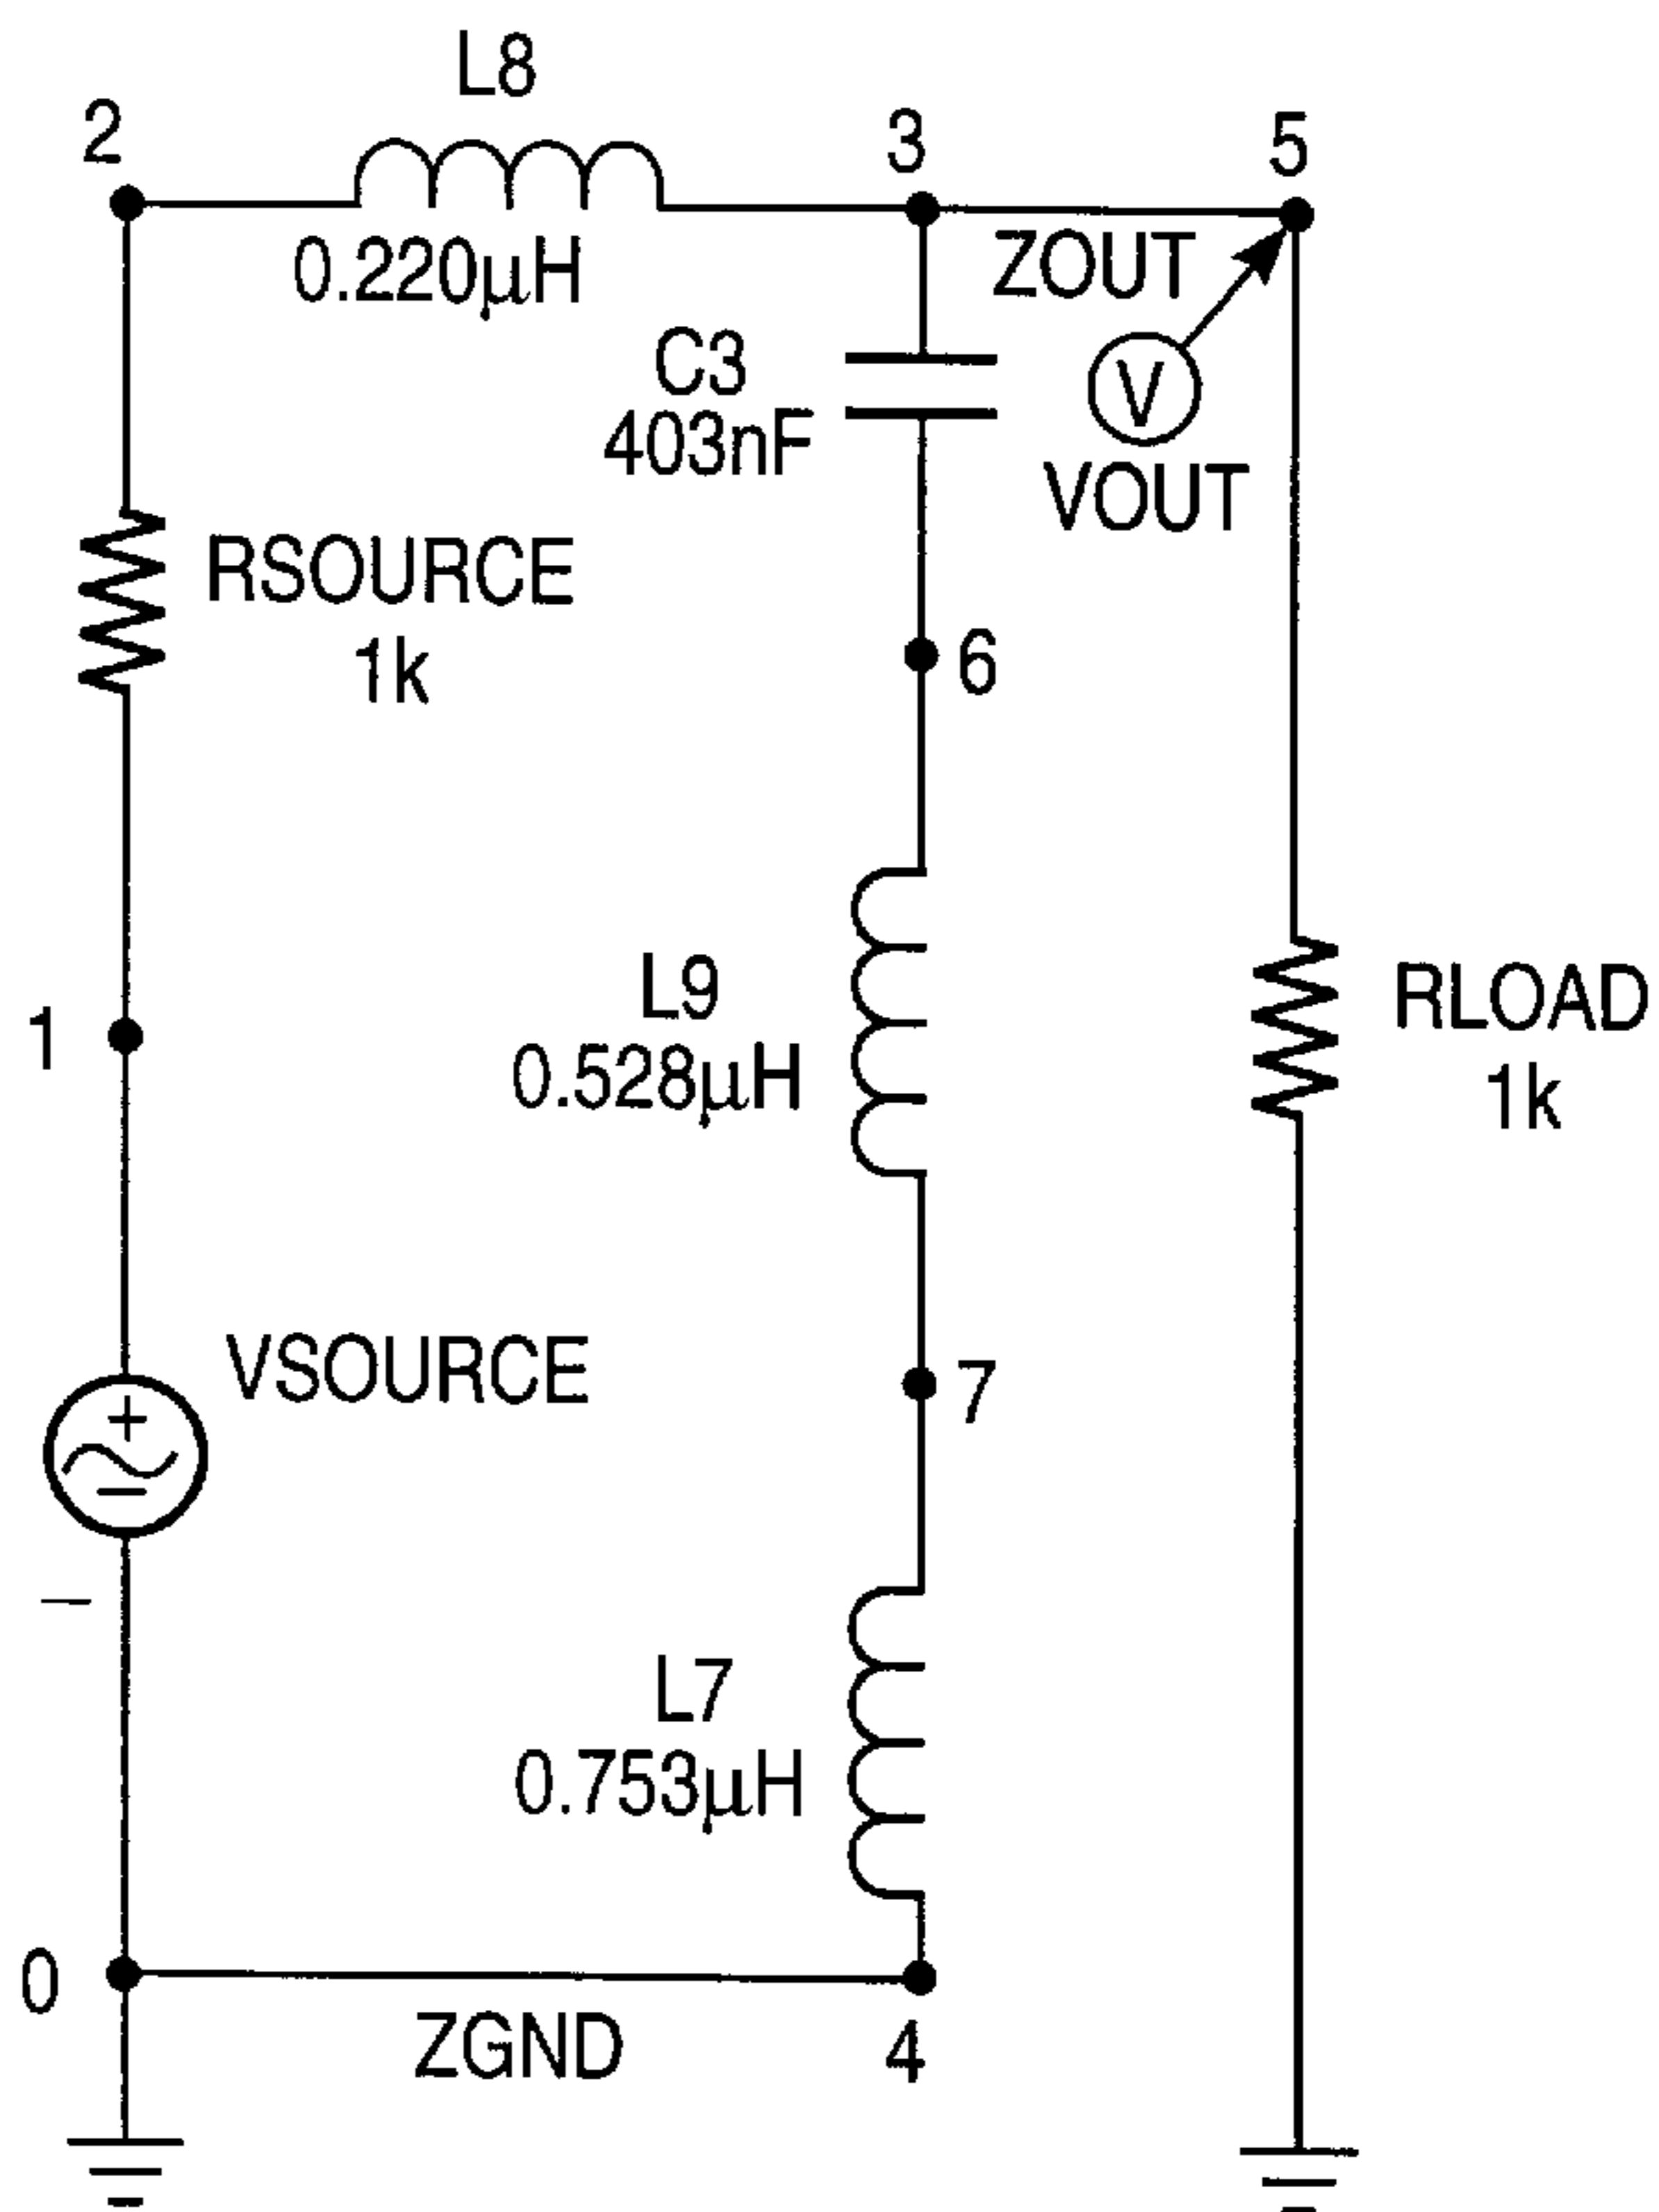 L8
2
3
5
0.220µH
ZOUT
C3
403nF
V
VOUT
RSOURCE
1k
6
L9
0.528µH
RLOAD
1k
1
VSOURCE
7
+
–
L7
0.753µH
0
ZGND
4